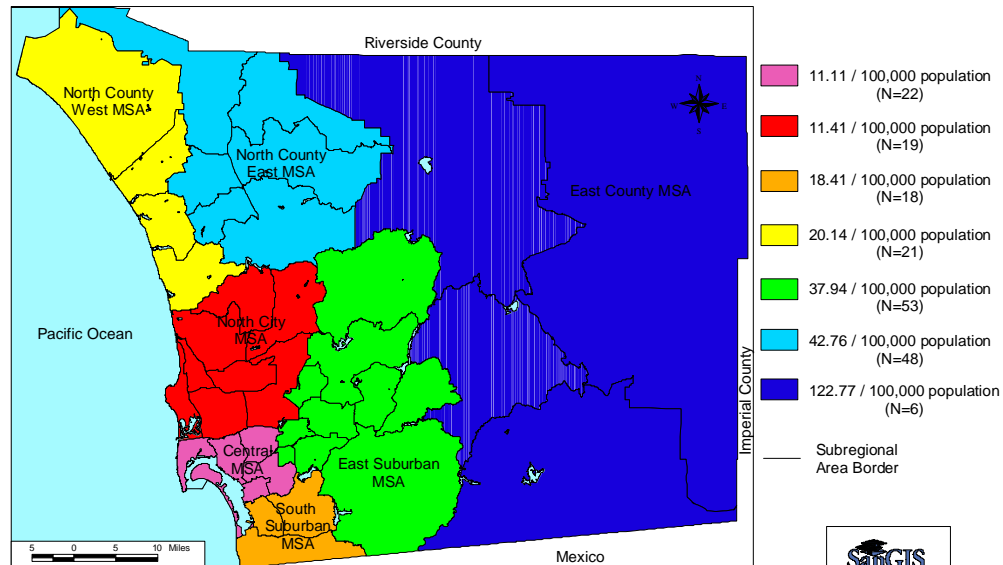 Riverside County
North County
West MSA
North County
East MSA
East County MSA
Pacific Ocean
North City
MSA
Imperial County
Central
MSA
East Suburban
MSA
South
Suburban
MSA
Mexico
5 0 5 10 Miles
N
W E
S
11.11 / 100,000 population
(N=22)
11.41 / 100,000 population
(N=19)
18.41 / 100,000 population
(N=18)
20.14 / 100,000 population
(N=21)
37.94 / 100,000 population
(N=53)
42.76 / 100,000 population
(N=48)
122.77 / 100,000 population
(N=6)
Subregional
Area Border
SanGIS